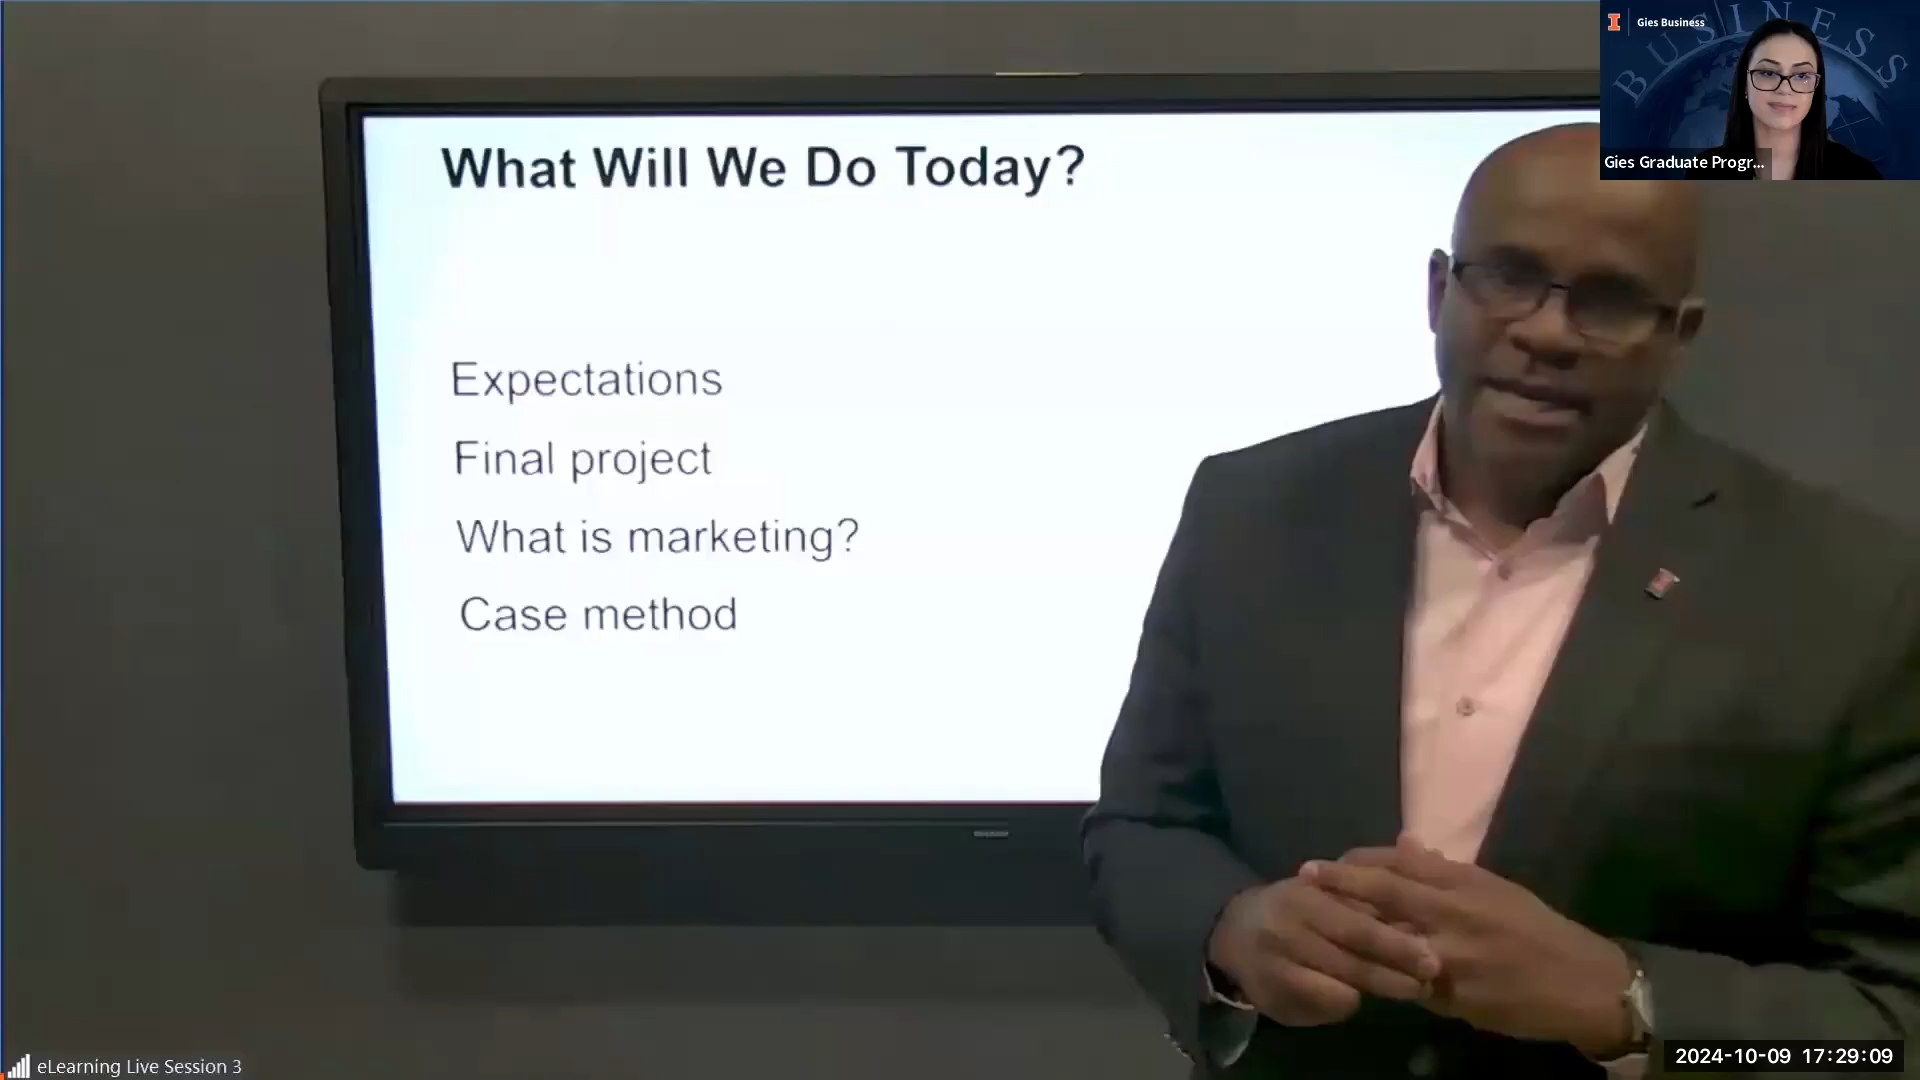 What Will We Do Today?
Expectations
Final project
What is marketing?
Case method
Gies Business
BUSINESS
Gies Graduate Progr...
eLearning Live Session 3
2024-10-09 17:29:09